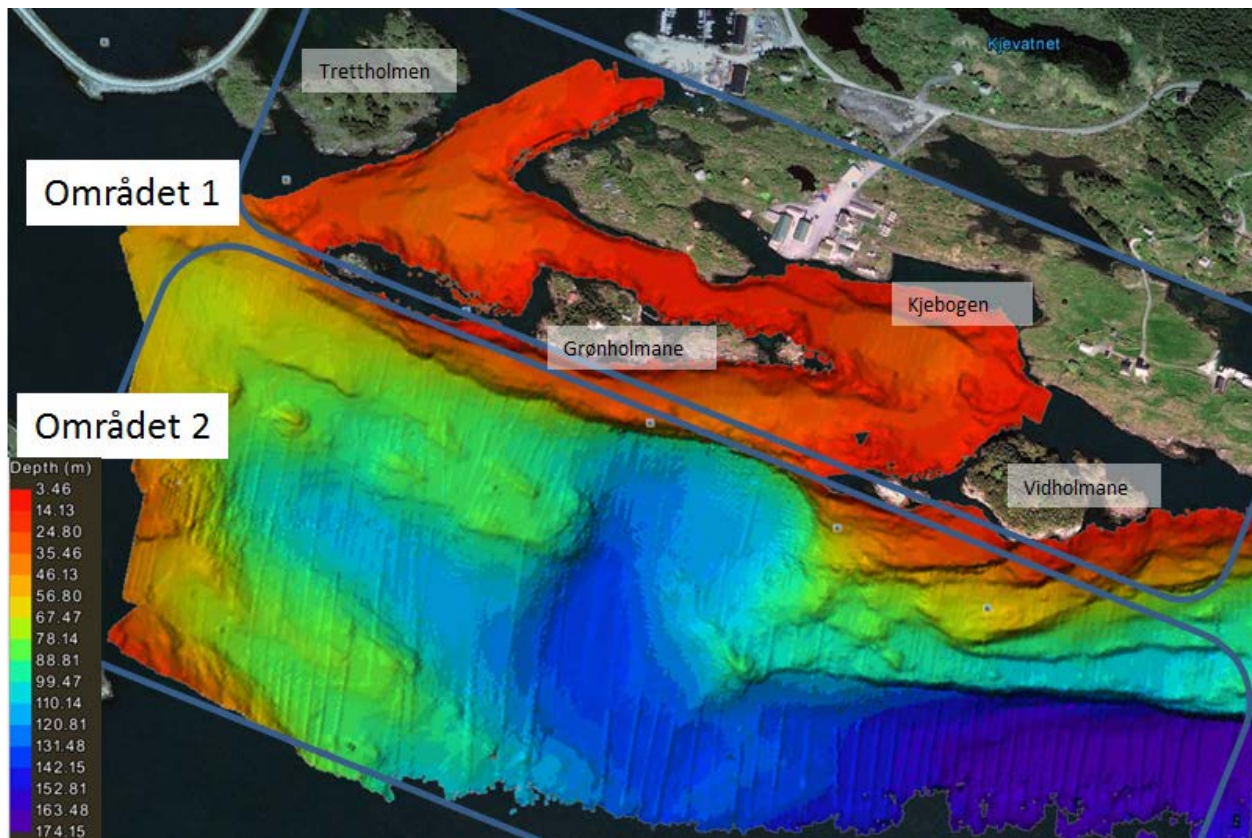 Kjevatnet
Trettholmen
Området 1
Kjebogen
Grønholmane
Området 2
Vidholmane
Depth (m)
3.46
14.13
24.80
35.46
46.13
56.80
67.47
78.14
88.81
99.47
110.14
120.81
131.48
142.15
152.81
163.48
174.15